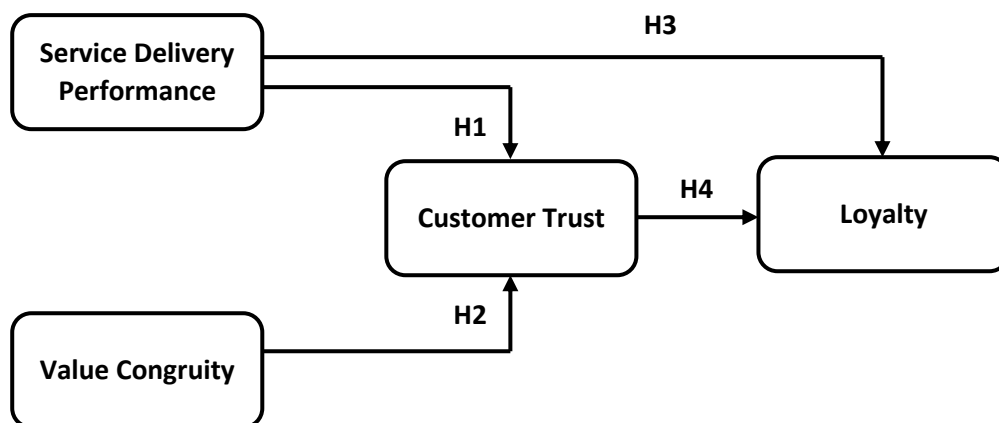 H3
Service Delivery
Performance
H1
Customer Trust
H4
Loyalty
H2
Value Congruity